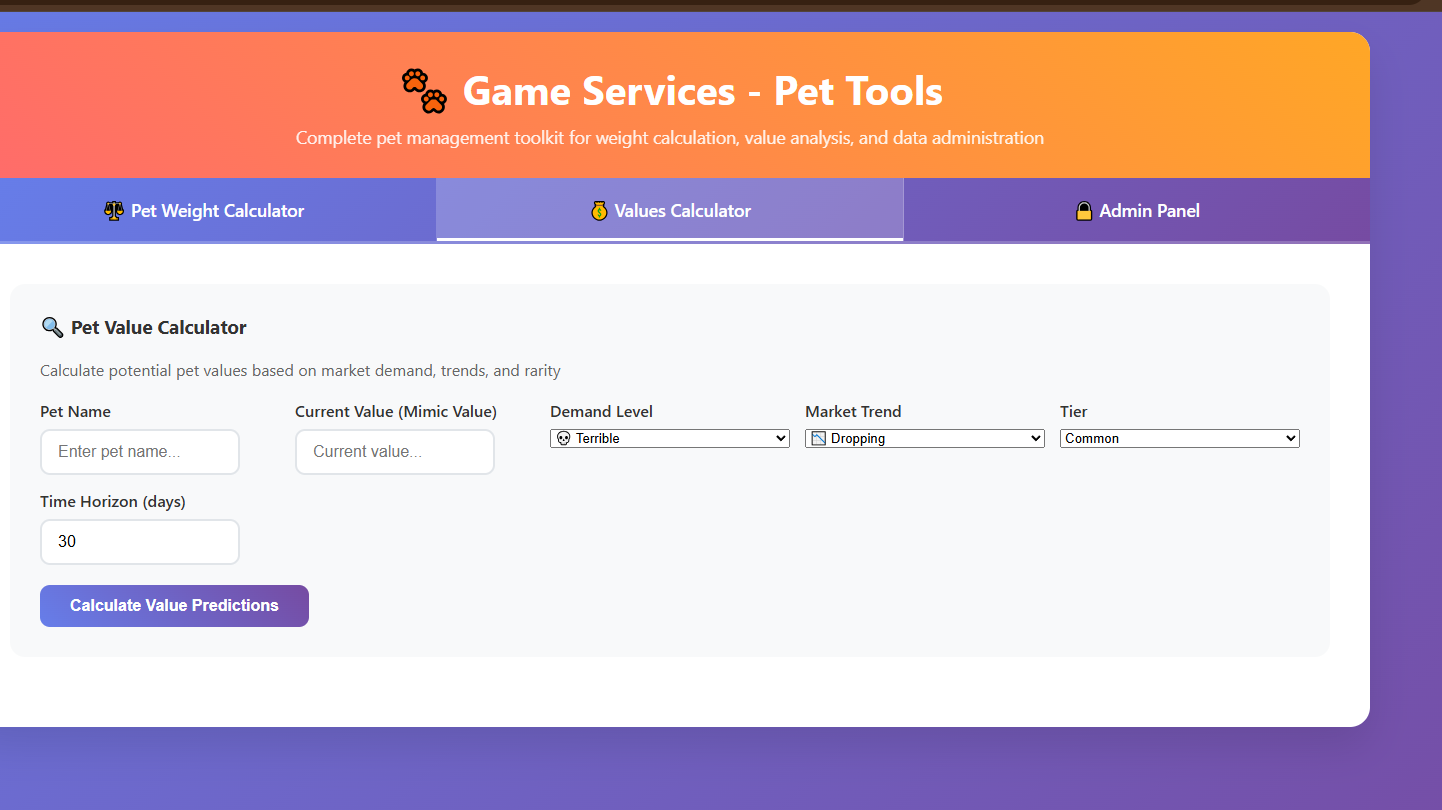 Game Services - Pet Tools
Complete pet management toolkit for weight calculation, value analysis, and data administration
Pet Weight Calculator
Values Calculator
Admin Panel
Pet Value Calculator
Calculate potential pet values based on market demand, trends, and rarity
Pet Name
Enter pet name...
Current Value (Mimic Value)
Current value...
Demand Level
Terrible
Market Trend
Dropping
Tier
Common
Time Horizon (days)
30
Calculate Value Predictions